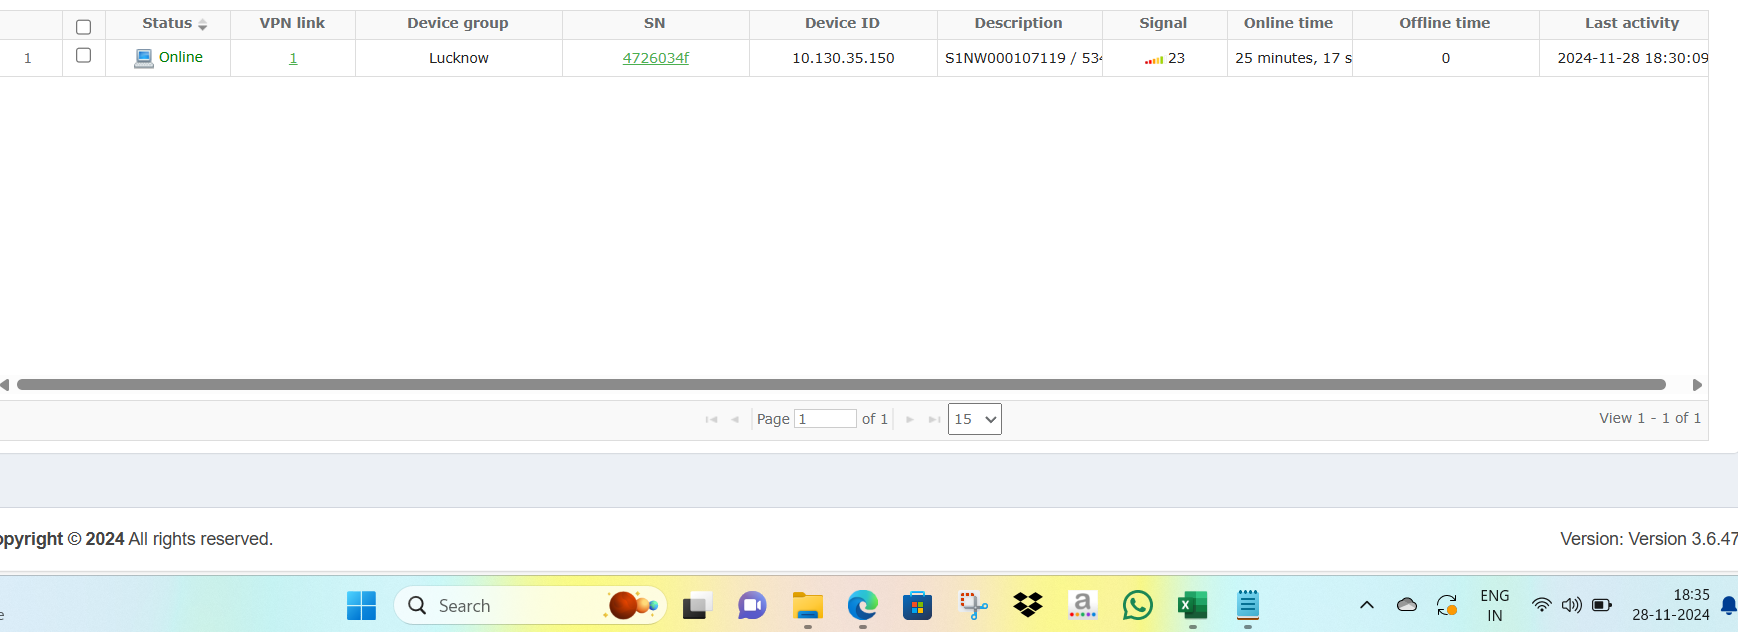 Status VPN link Device group SN Device ID Description Signal Online time Offline time Last activity
1 Online 1 Lucknow 4726034f 10.130.35.150 S1NW000107119 / 534 23 25 minutes, 17 s 0 2024-11-28 18:30:09
Page 1 of 1 15 View 1 - 1 of 1
opyright © 2024 All rights reserved. Version: Version 3.6.47
Search ENG 18:35
e IN 28-11-2024